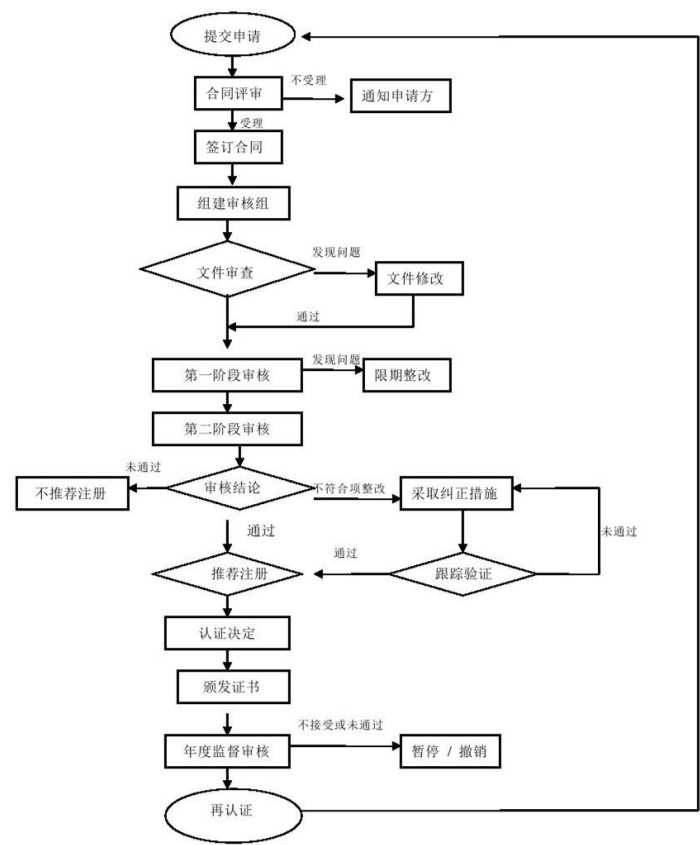 提交申请
不受理
合同评审
通知申请方
受理
签订合同
组建审核组
发现问题
文件审查
文件修改
通过
发现问题
第一阶段审核
限期整改
第二阶段审核
未通过
不推荐注册
审核结论
不符合项整改
采取纠正措施
通过
未通过
通过
推荐注册
跟踪验证
认证决定
颁发证书
不接受或未通过
年度监督审核
暂停 / 撤销
再认证